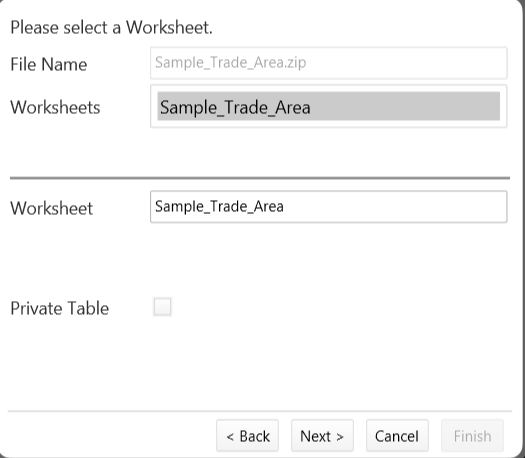 Please select a Worksheet.
File Name Sample_Trade_Area.zip
Worksheets Sample_Trade_Area
Worksheet Sample_Trade_Area
Private Table
< Back Next > Cancel Finish